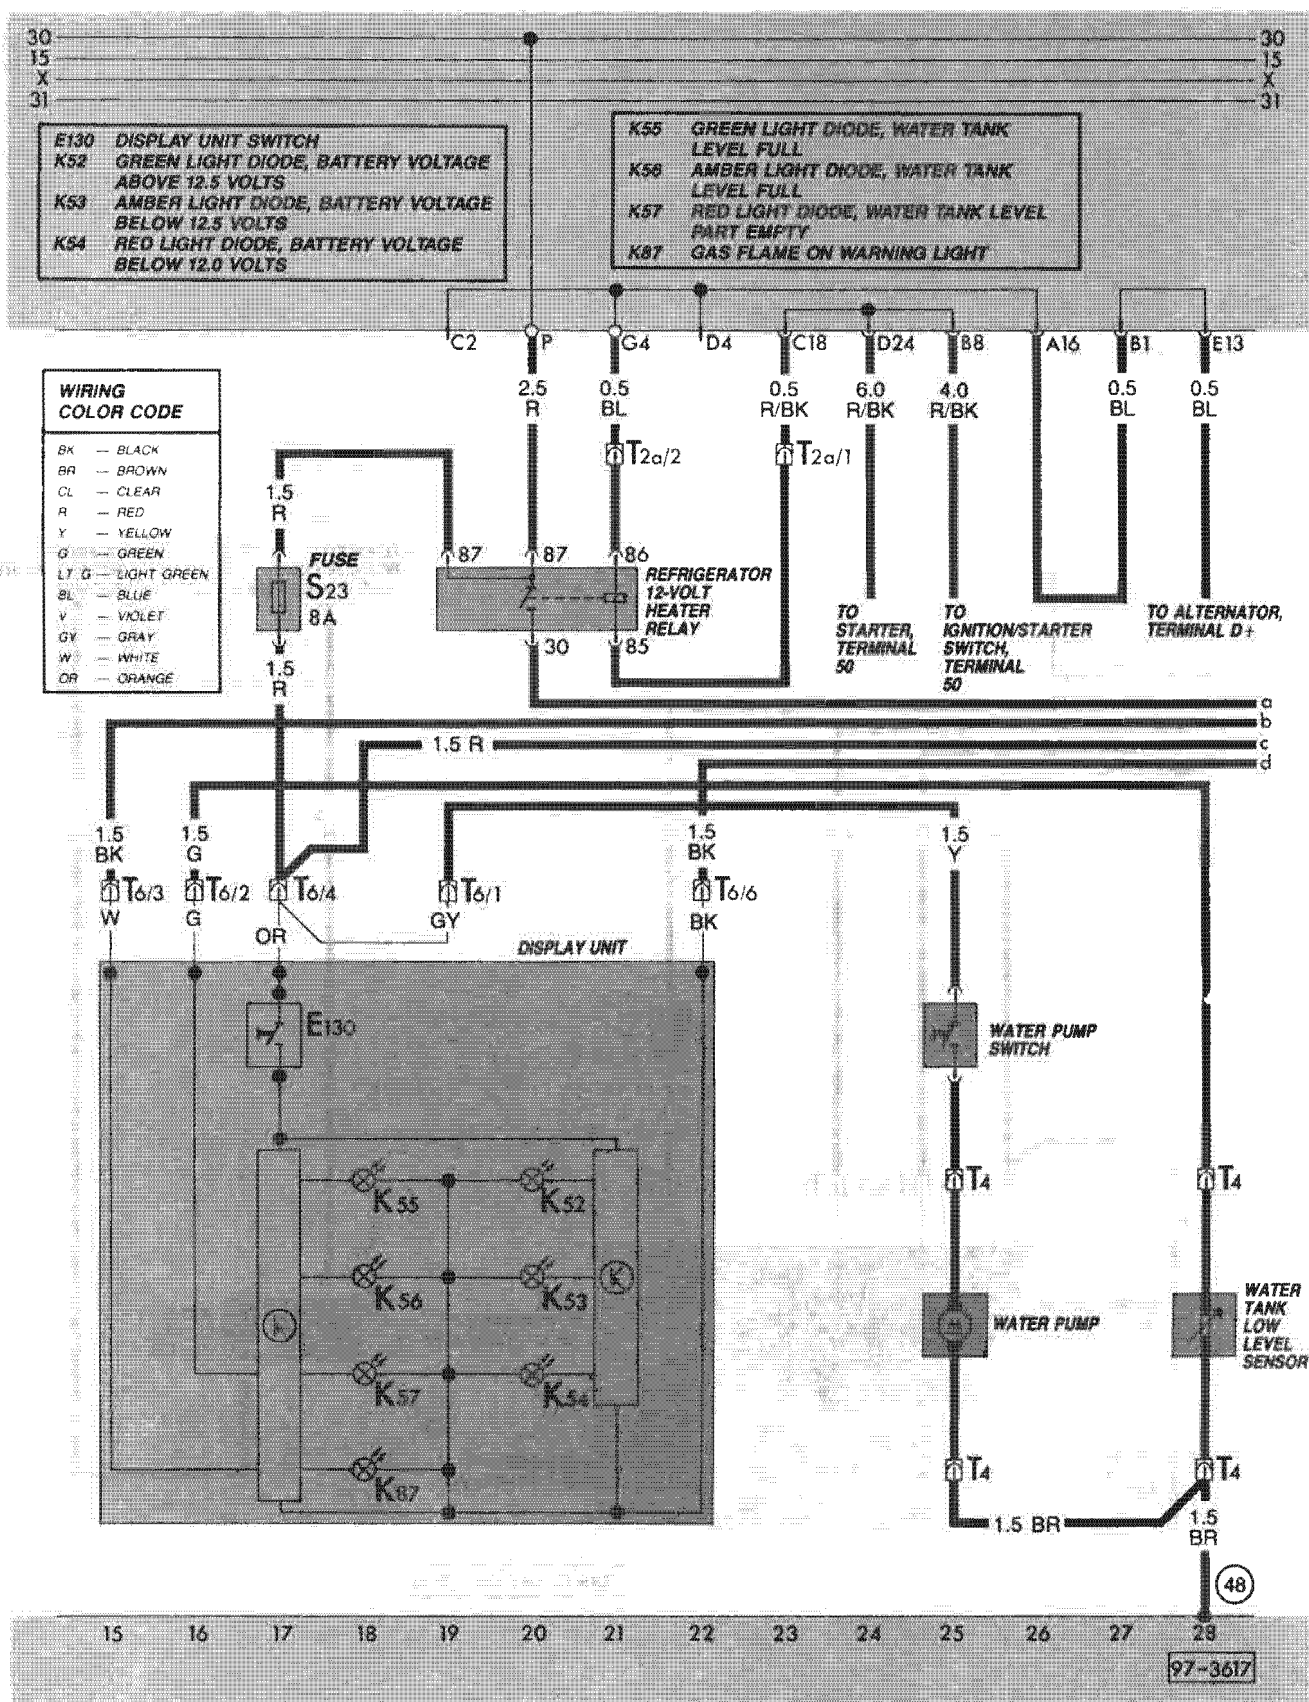 30 30
15 15
X X
31 31
E130 DISPLAY UNIT SWITCH
K52 GREEN LIGHT DIODE, BATTERY VOLTAGE
ABOVE 12.5 VOLTS
K53 AMBER LIGHT DIODE, BATTERY VOLTAGE
BELOW 12.5 VOLTS
K54 RED LIGHT DIODE, BATTERY VOLTAGE
BELOW 12.0 VOLTS
K55 GREEN LIGHT DIODE, WATER TANK
LEVEL FULL
K56 AMBER LIGHT DIODE, WATER TANK
LEVEL FULL
K57 RED LIGHT DIODE, WATER TANK LEVEL
PART EMPTY
K87 GAS FLAME ON WARNING LIGHT
C2 P G4 D4 C18 D24 B8 A16 B1 E13
2.5 0.5 0.5 6.0 4.0 0.5 0.5
R BL R/BK R/BK R/BK BL BL
WIRING
COLOR CODE
BK — BLACK
BR — BROWN
CL — CLEAR
R — RED
Y — YELLOW
G — GREEN
LT G — LIGHT GREEN
BL — BLUE
V — VIOLET
GY — GRAY
W — WHITE
OR — ORANGE
T2a/2 T2a/1
1.5
R
87 87 86
FUSE
S23
8A
REFRIGERATOR
12-VOLT
HEATER
RELAY
30 85
1.5
R
TO
STARTER,
TERMINAL
50
TO
IGNITION/STARTER
SWITCH,
TERMINAL
50
TO ALTERNATOR,
TERMINAL D+
a
b
1.5 R c
d
1.5 1.5 1.5 1.5
BK G BK Y
T6/3 T6/2 T6/4 T6/1 T6/6
W G OR GY BK
DISPLAY UNIT
E130
WATER PUMP
SWITCH
T4 T4
K55 K52
K56 K53
K
K57 K54
K87
M
WATER PUMP
WATER
TANK
LOW
LEVEL
SENSOR
T4 T4
1.5 BR
1.5
BR
48
15 16 17 18 19 20 21 22 23 24 25 26 27 28
97-3617